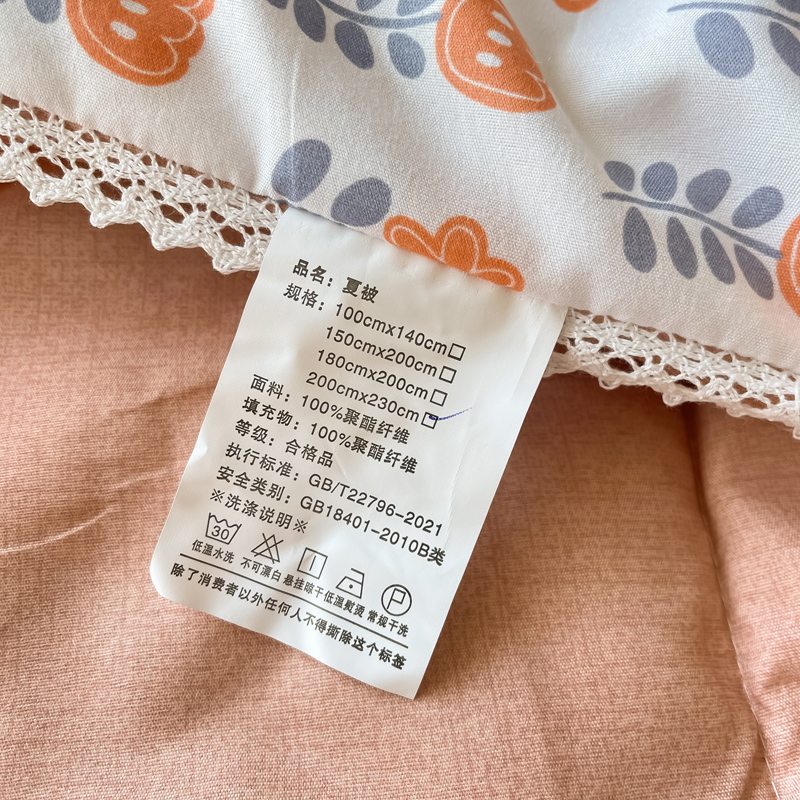 品名：夏被
规格：100cmx140cm□
150cmx200cm□
180cmx200cm□
200cmx230cm□
面料：100%聚酯纤维
填充物：100%聚酯纤维
等级：合格品
执行标准：GB/T22796-2021
安全类别：GB18401-2010B类
※洗涤说明※
30
P
低温水洗 不可漂白 悬挂晾干 低温熨烫 常规干洗
除了消费者以外任何人不得撕除这个标签